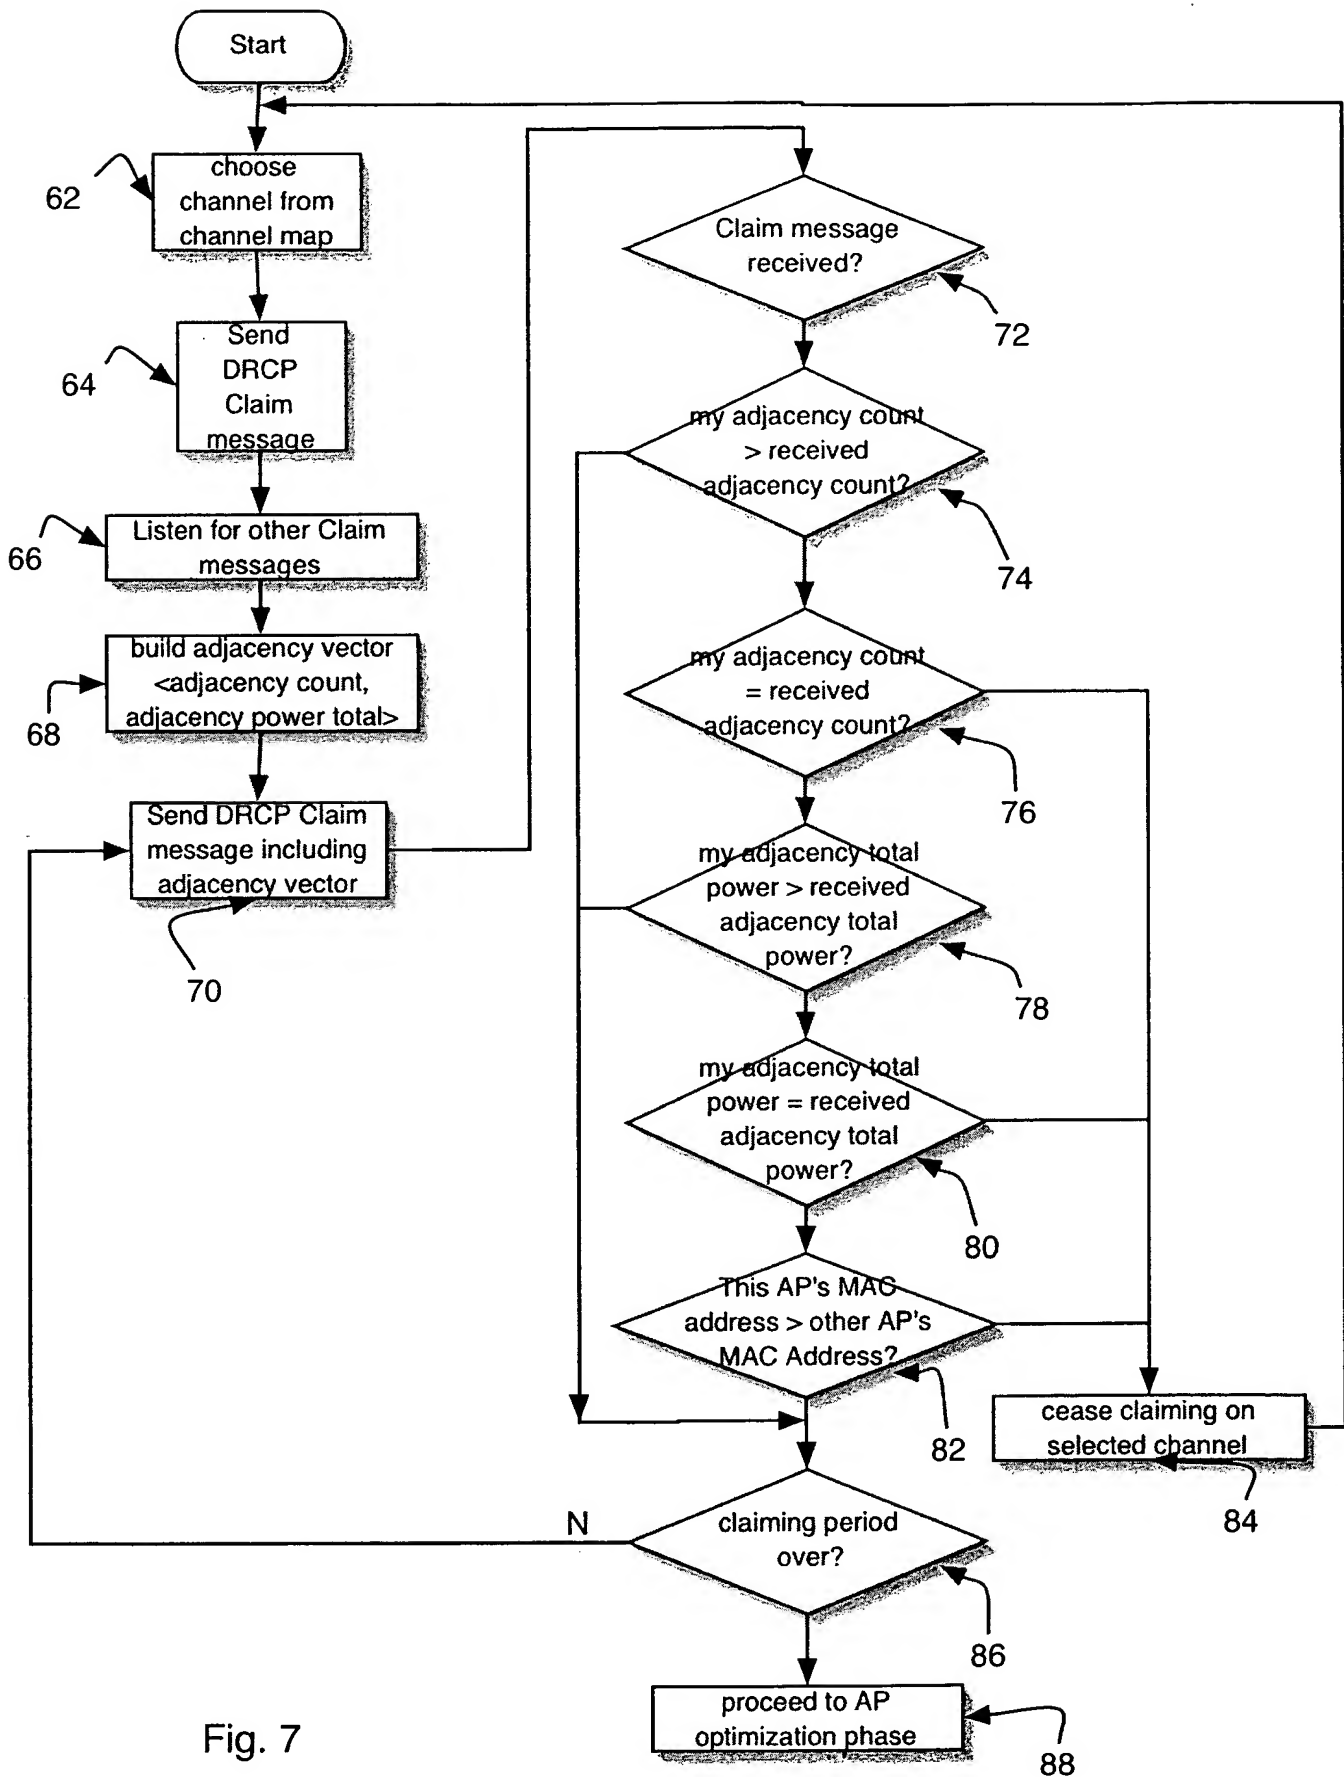 Start
choose
channel from
channel map
62
Send
DRCP
Claim
message
64
Listen for other Claim
messages
66
build adjacency vector
<adjacency count,
adjacency power total>
68
Send DRCP Claim
message including
adjacency vector
70
Claim message
received?
72
my adjacency count
> received
adjacency count?
74
my adjacency count
= received
adjacency count?
76
my adjacency total
power > received
adjacency total
power?
78
my adjacency total
power = received
adjacency total
power?
80
This AP's MAC
address > other AP's
MAC Address?
82
cease claiming on
selected channel
84
N
claiming period
over?
86
proceed to AP
optimization phase
88
Fig. 7